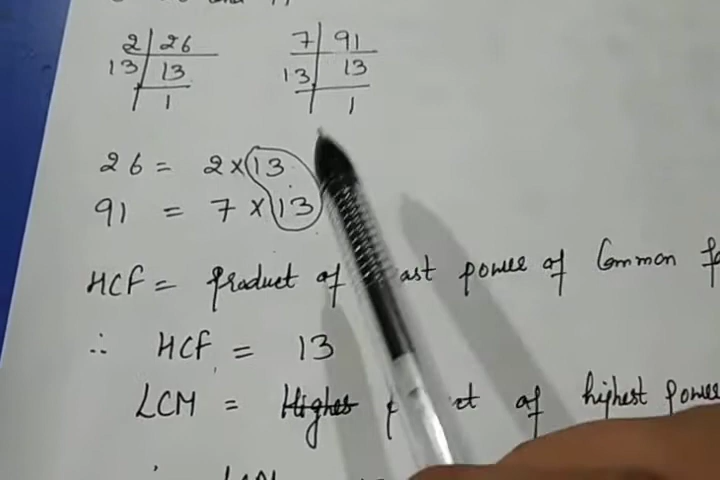 2 | 26 7 | 91
13 | 13 13 | 13
1 1
26 = 2 × 13
91 = 7 × 13
HCF = product of power of Common
∴ HCF = 13
LCM = of highest power